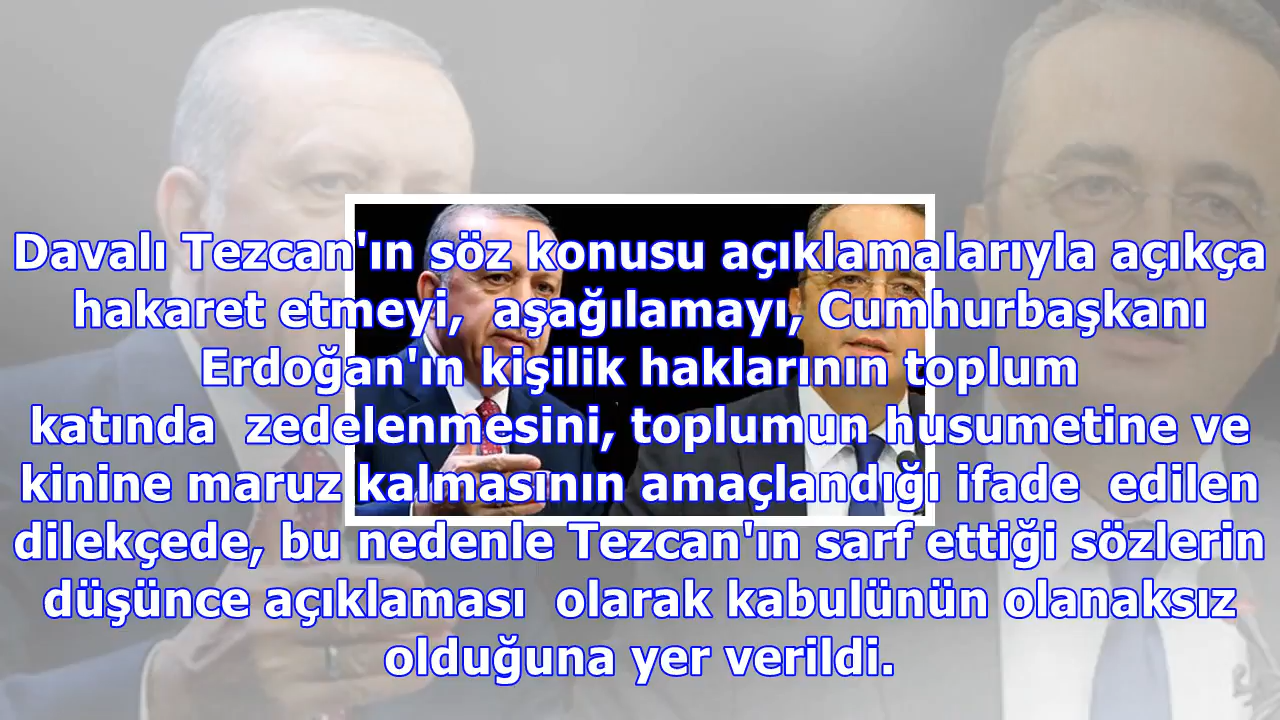 Davalı Tezcan'ın söz konusu açıklamalarıyla açıkça
hakaret etmeyi,  aşağılamayı, Cumhurbaşkanı
Erdoğan'ın kişilik haklarının toplum
katında  zedelenmesini, toplumun husumetine ve
kinine maruz kalmasının amaçlandığı ifade  edilen
dilekçede, bu nedenle Tezcan'ın sarf ettiği sözlerin
düşünce açıklaması  olarak kabulünün olanaksız
olduğuna yer verildi.